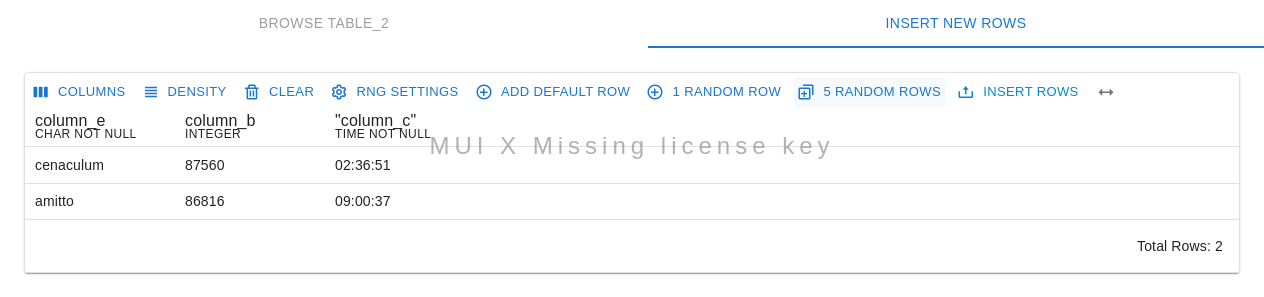 BROWSE TABLE_2 INSERT NEW ROWS
COLUMNS DENSITY CLEAR RNG SETTINGS ADD DEFAULT ROW 1 RANDOM ROW 5 RANDOM ROWS INSERT ROWS
column_e column_b "column_c"
CHAR NOT NULL INTEGER TIME NOT NULL
MUI X Missing license key
cenaculum 87560 02:36:51
amitto 86816 09:00:37
Total Rows: 2